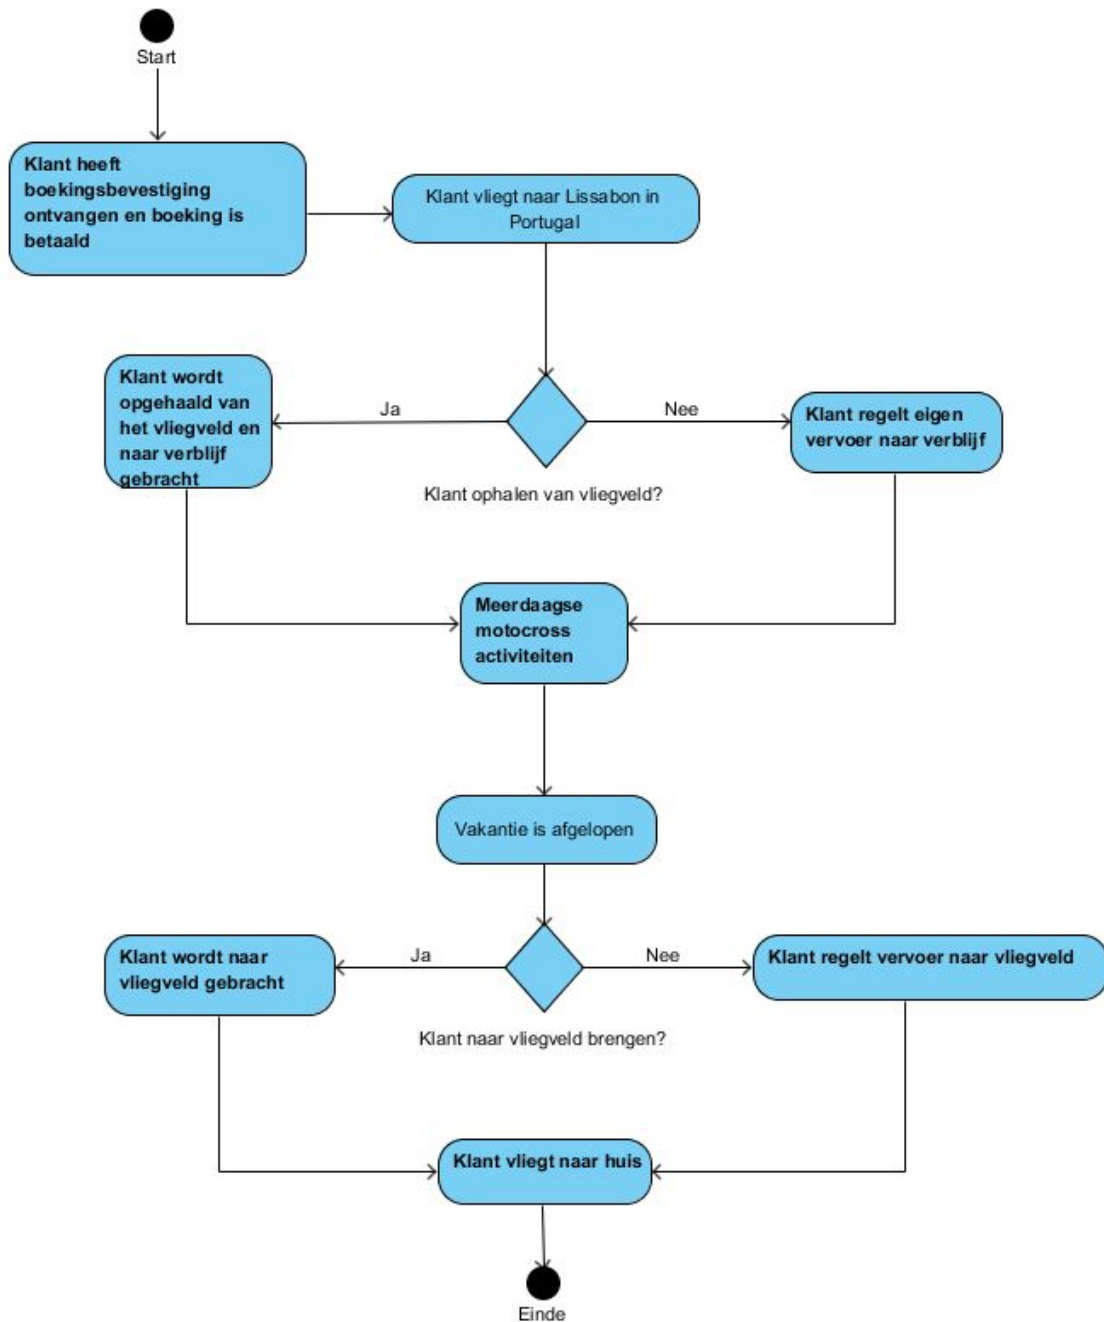 Start
Klant heeft
boekingsbevestiging
ontvangen en boeking is
betaald
Klant vliegt naar Lissabon in
Portugal
Klant wordt
opgehaald van
het vliegveld en
naar verblijf
gebracht
Ja
Nee
Klant regelt eigen
vervoer naar verblijf
Klant ophalen van vliegveld?
Meerdaagse
motocross
activiteiten
Vakantie is afgelopen
Klant wordt naar
vliegveld gebracht
Ja
Nee
Klant regelt vervoer naar vliegveld
Klant naar vliegveld brengen?
Klant vliegt naar huis
Einde